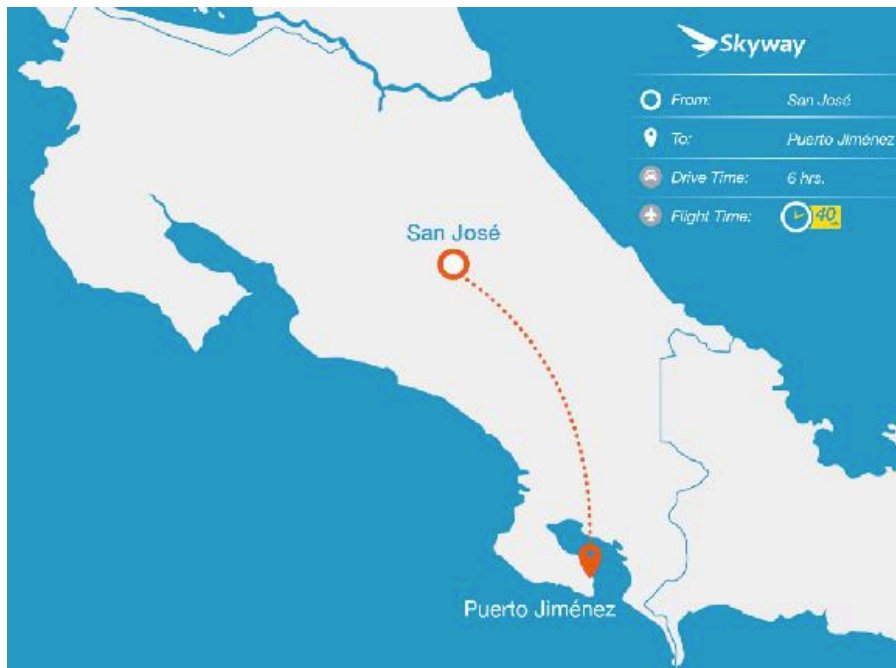 Skyway
From: San José
To: Puerto Jiménez
Drive Time: 6 hrs.
Flight Time: 40
San José
Puerto Jiménez